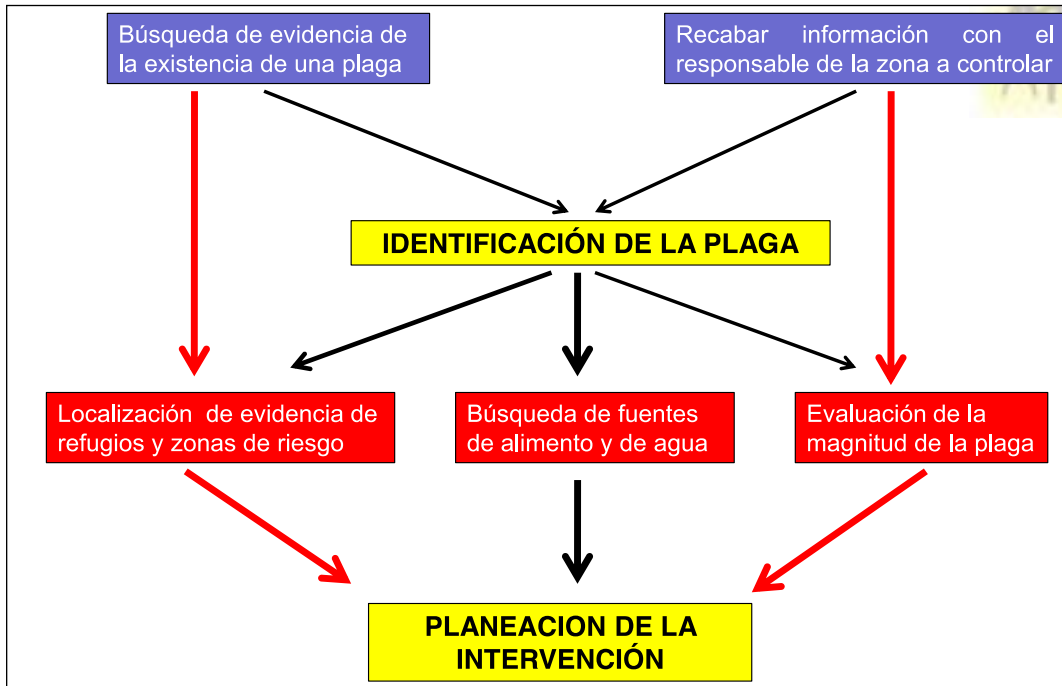 Búsqueda de evidencia de
la existencia de una plaga
Recabar información con el
responsable de la zona a controlar
IDENTIFICACIÓN DE LA PLAGA
Localización de evidencia de
refugios y zonas de riesgo
Búsqueda de fuentes
de alimento y de agua
Evaluación de la
magnitud de la plaga
PLANEACION DE LA
INTERVENCIÓN